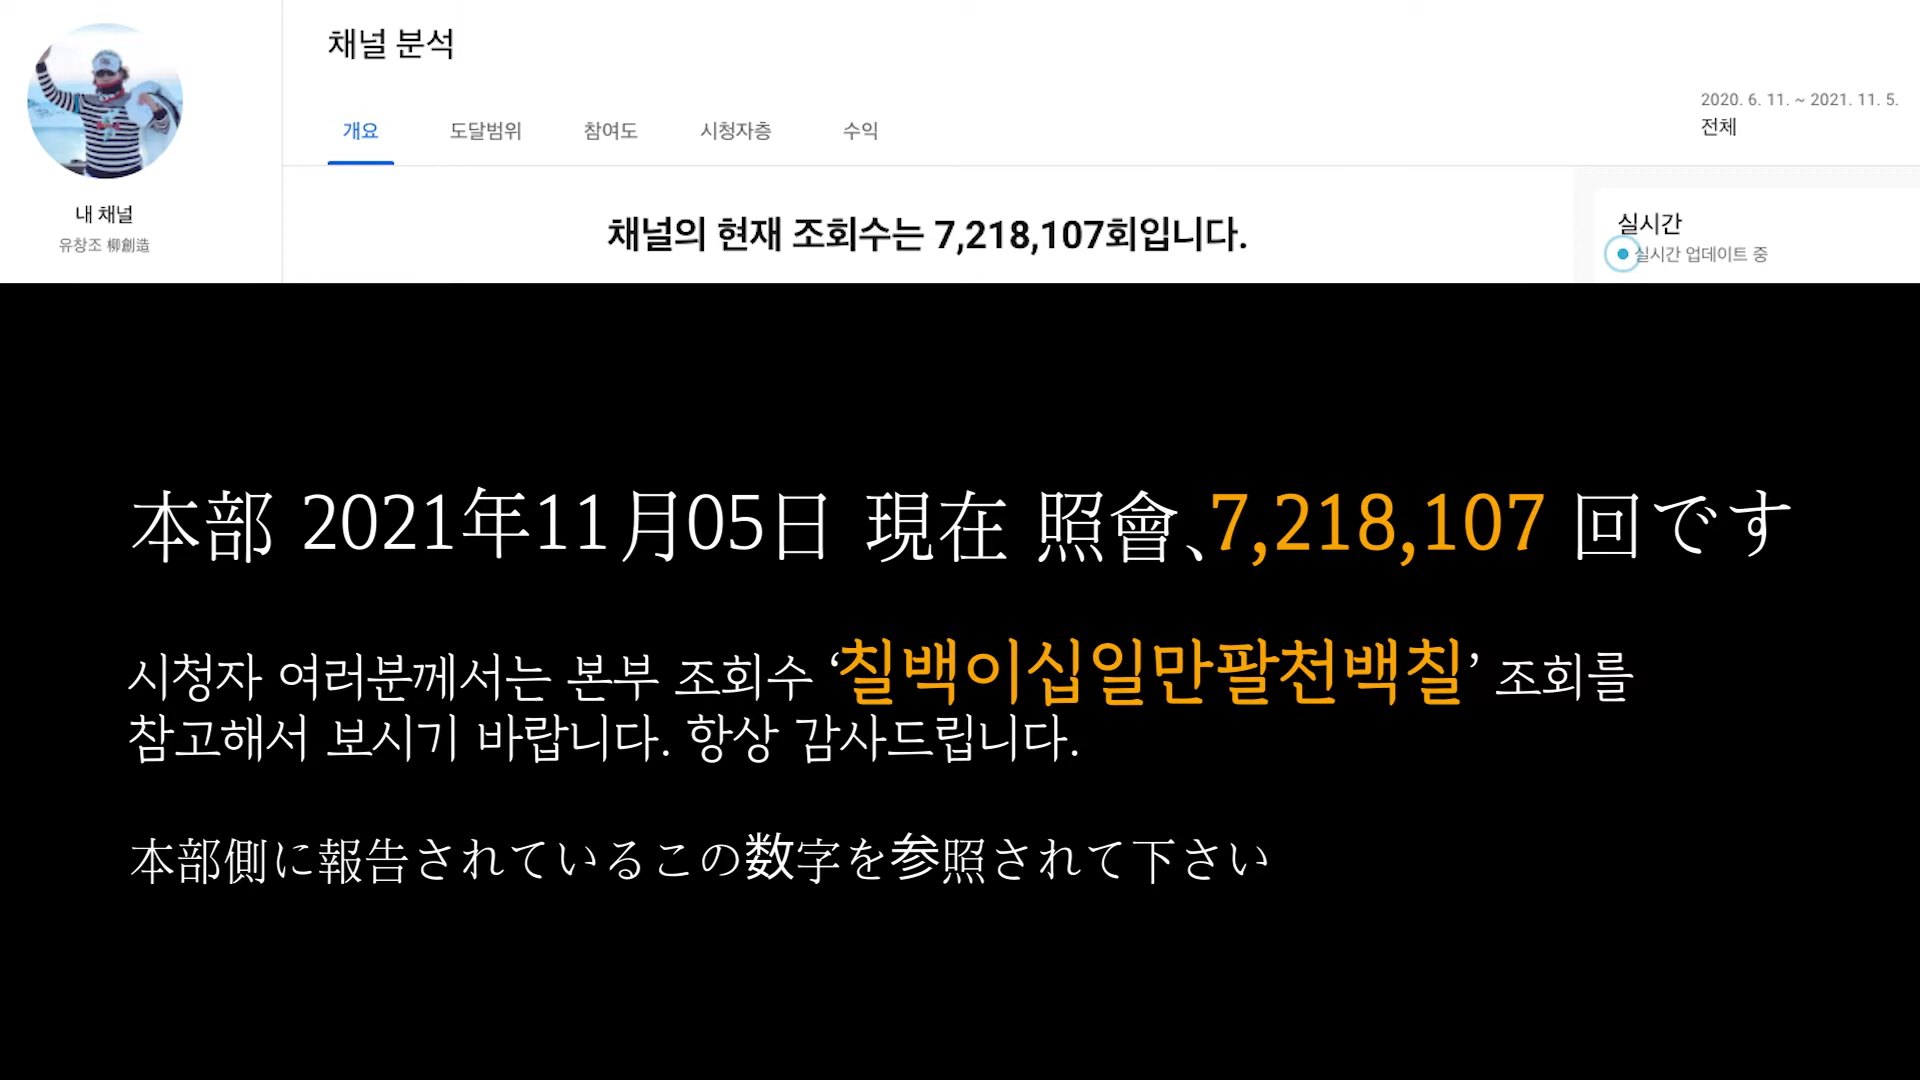 채널 분석
2020. 6. 11. ~ 2021. 11. 5.
전체
개요 도달범위 참여도 시청자층 수익
내 채널
유창조 柳創造
채널의 현재 조회수는 7,218,107회입니다.
실시간
실시간 업데이트 중
本部 2021年11月05日 現在 照會、7,218,107 回です
시청자 여러분께서는 본부 조회수 ‘칠백이십일만팔천백칠’ 조회를
참고해서 보시기 바랍니다. 항상 감사드립니다.
本部側に報告されているこの数字を参照されて下さい